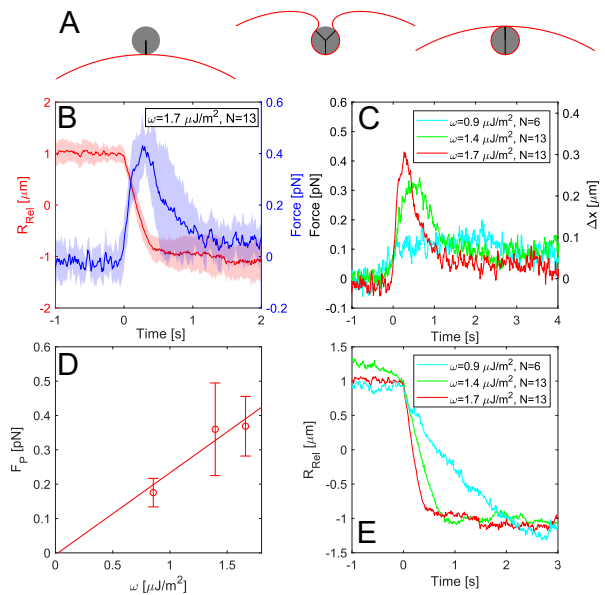 A
B
ω=1.7 μJ/m², N=13
2
1
0
-1
-2
R_Rel [μm]
0.6
0.4
0.2
0
-0.2
Force [pN]
-1 0 1 2
Time [s]
C
ω=0.9 μJ/m², N=6
ω=1.4 μJ/m², N=13
ω=1.7 μJ/m², N=13
0.6
0.5
0.4
0.3
0.2
0.1
0
-0.1
Force [pN]
0.4
0.3
0.2
0.1
0
Δx [μm]
-1 0 1 2 3 4
Time [s]
D
0.6
0.5
0.4
0.3
0.2
0.1
0
F_P [pN]
0 0.5 1 1.5
ω [μJ/m²]
E
ω=0.9 μJ/m², N=6
ω=1.4 μJ/m², N=13
ω=1.7 μJ/m², N=13
1.5
1
0.5
0
-0.5
-1
-1.5
R_Rel [μm]
-1 0 1 2 3
Time [s]